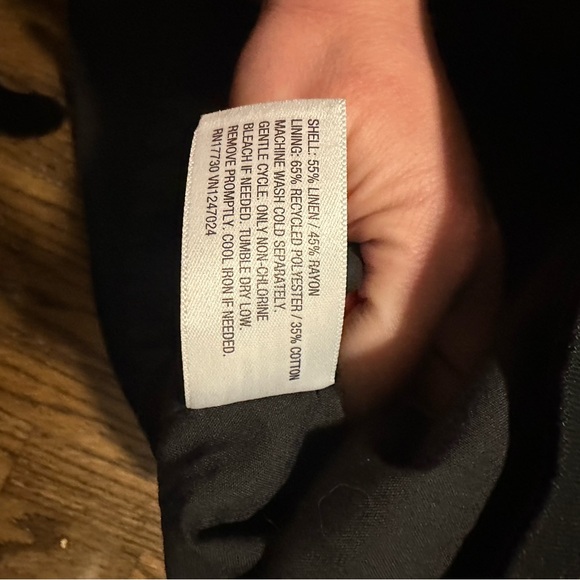 SHELL: 55% LINEN / 45% RAYON
LINING: 65% RECYCLED POLYESTER / 35% COTTON
MACHINE WASH COLD SEPARATELY.
GENTLE CYCLE. ONLY NON-CHLORINE
BLEACH IF NEEDED. TUMBLE DRY LOW.
REMOVE PROMPTLY. COOL IRON IF NEEDED.
RN17730 VN1247024